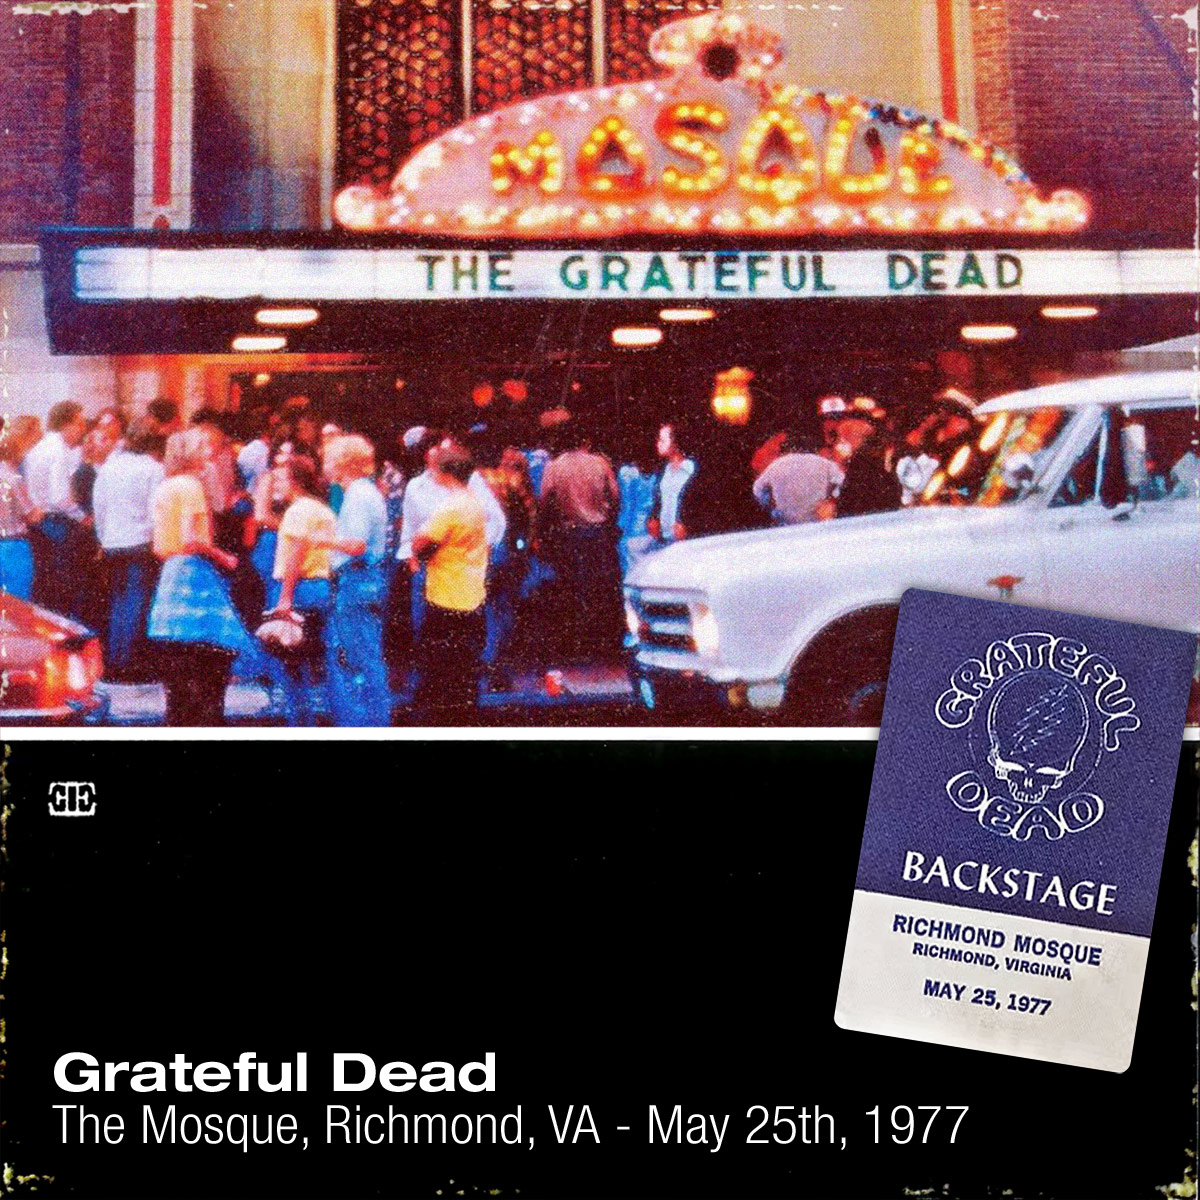 MOSQUE
THE GRATEFUL DEAD
GRATEFUL
DEAD
BACKSTAGE
RICHMOND MOSQUE
RICHMOND, VIRGINIA
MAY 25, 1977
Grateful Dead
The Mosque, Richmond, VA - May 25th, 1977